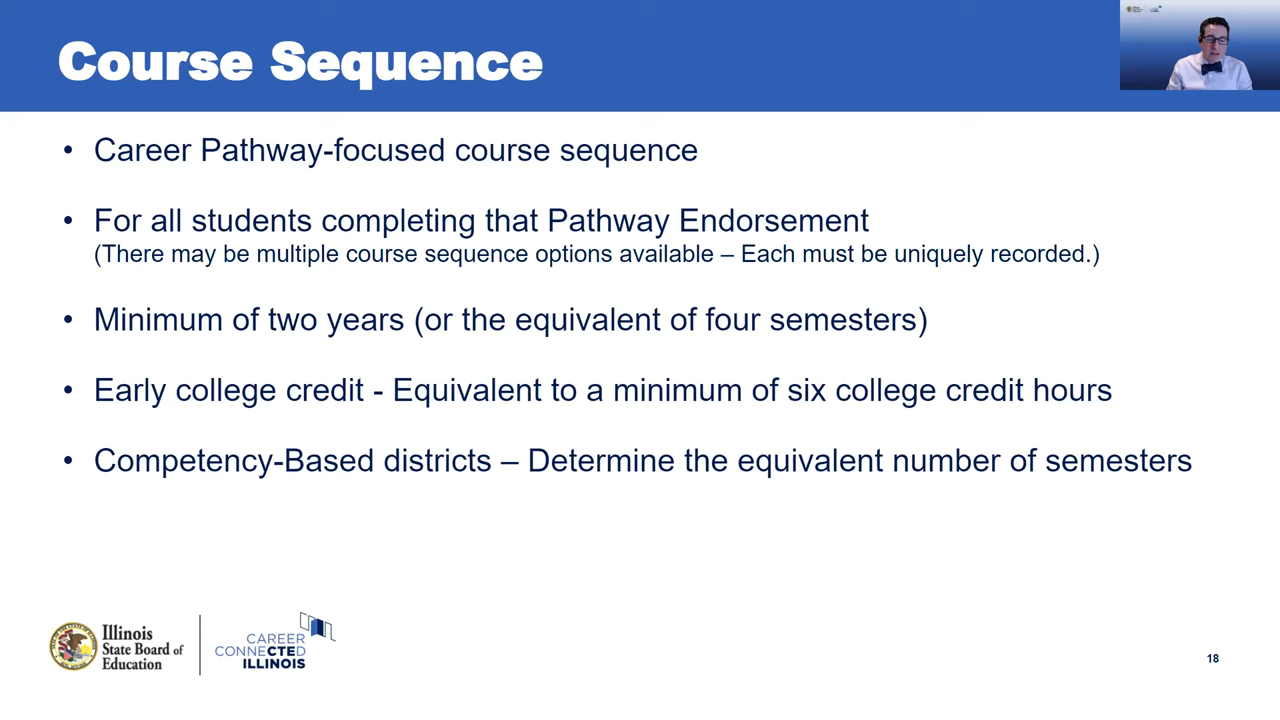 Course Sequence
• Career Pathway-focused course sequence
• For all students completing that Pathway Endorsement
(There may be multiple course sequence options available – Each must be uniquely recorded.)
• Minimum of two years (or the equivalent of four semesters)
• Early college credit - Equivalent to a minimum of six college credit hours
• Competency-Based districts – Determine the equivalent number of semesters
Illinois
State Board of
Education
CAREER
CONNECTED
ILLINOIS
18